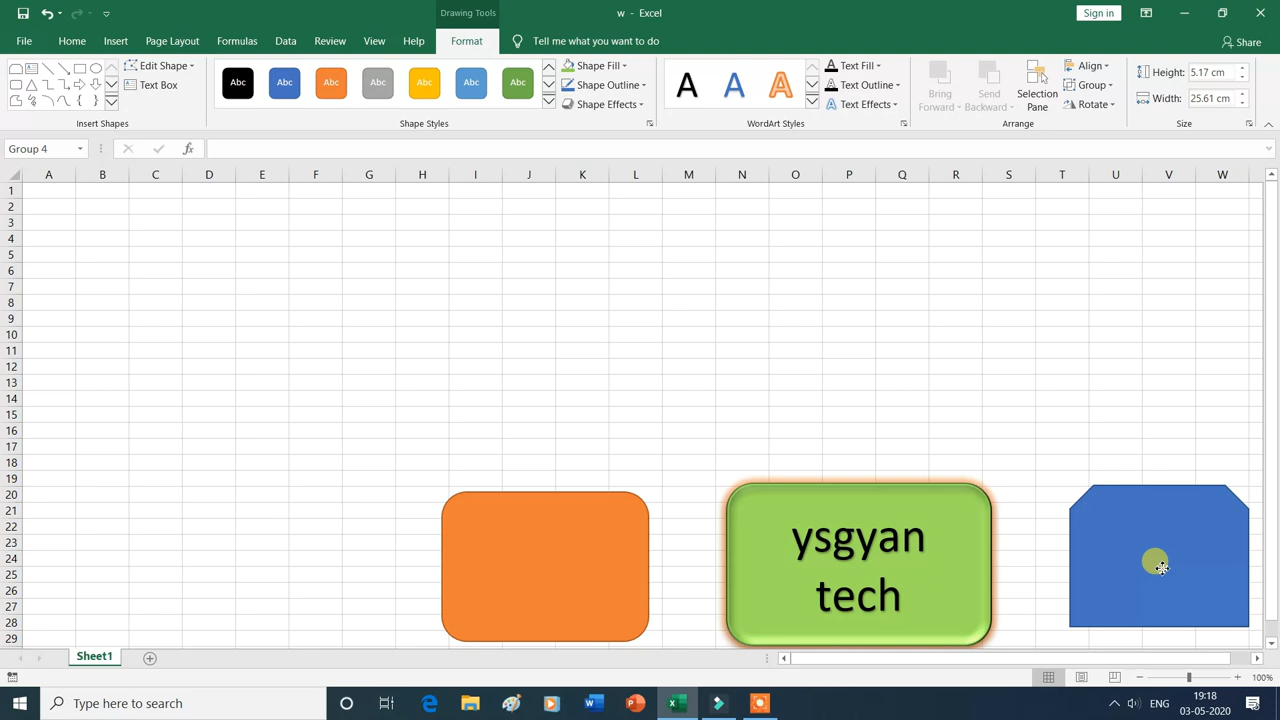 Drawing Tools
w - Excel
Sign in
File Home Insert Page Layout Formulas Data Review View Help Format Tell me what you want to do Share
Edit Shape
Text Box
Insert Shapes
Abc Abc Abc Abc Abc Abc Abc
Shape Fill
Shape Outline
Shape Effects
Shape Styles
A A A
Text Fill
Text Outline
Text Effects
WordArt Styles
Bring Forward
Send Backward
Selection Pane
Align
Group
Rotate
Arrange
Height: 5.17 cm
Width: 25.61 cm
Size
Group 4 fx
A B C D E F G H I J K L M N O P Q R S T U V W
1
2
3
4
5
6
7
8
9
10
11
12
13
14
15
16
17
18
19
20
21
22
23
24
25
26
27
28
29
ysgyan
tech
Sheet1
100%
Type here to search
ENG
19:18
03-05-2020